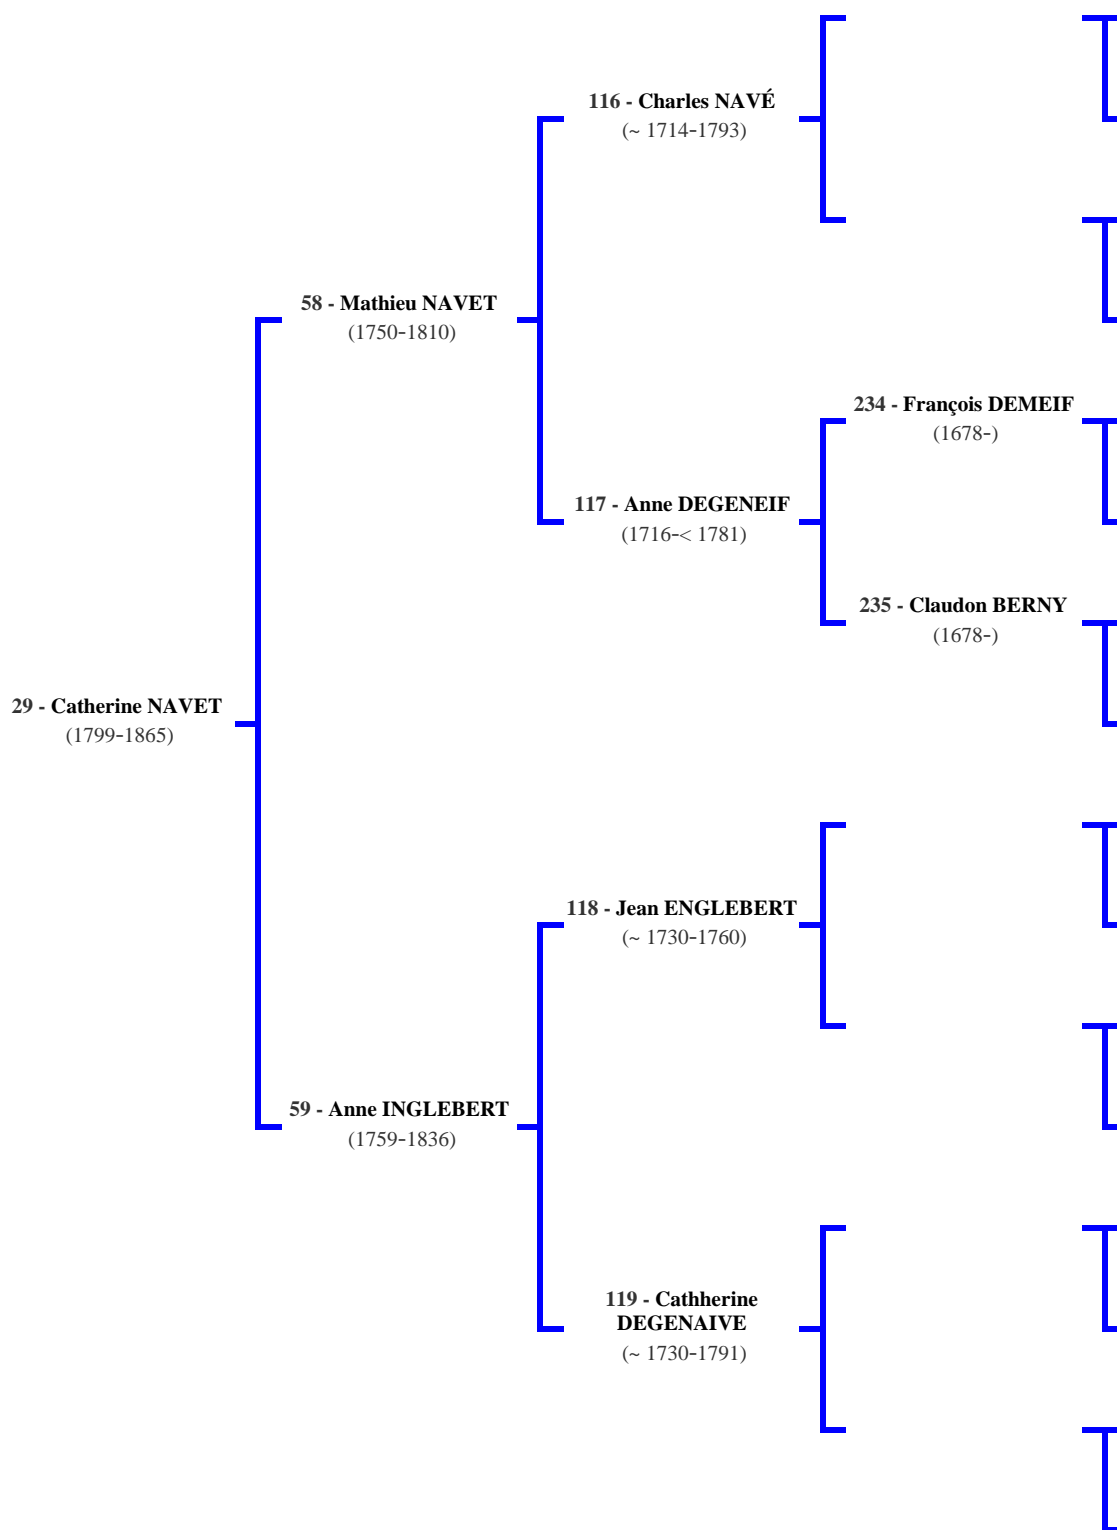 116 - Charles NAVÉ
(~ 1714-1793)
58 - Mathieu NAVET
(1750-1810)
234 - François DEMEIF
(1678-)
117 - Anne DEGENEIF
(1716-< 1781)
235 - Claudon BERNY
(1678-)
29 - Catherine NAVET
(1799-1865)
118 - Jean ENGLEBERT
(~ 1730-1760)
59 - Anne INGLEBERT
(1759-1836)
119 - Cathherine
DEGENAIVE
(~ 1730-1791)